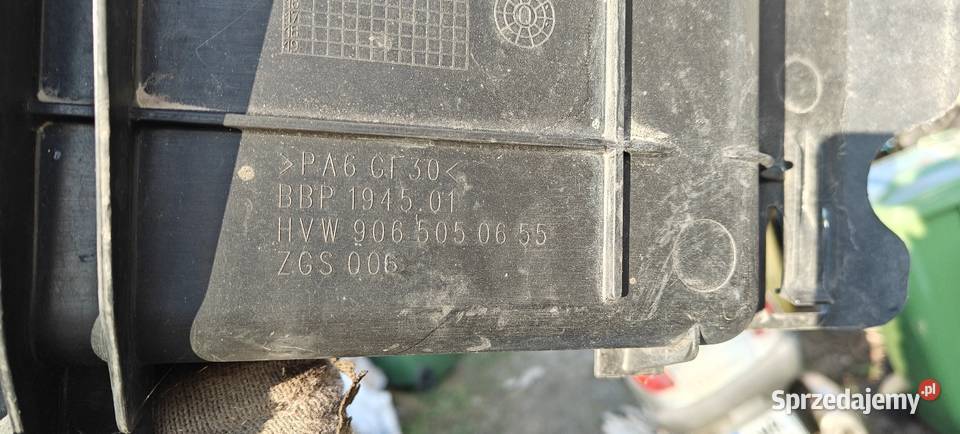 >PA6 GF30<
BBP 1945 01
HVW 906 505 06 55
ZGS 006
Sprzedajemy.pl